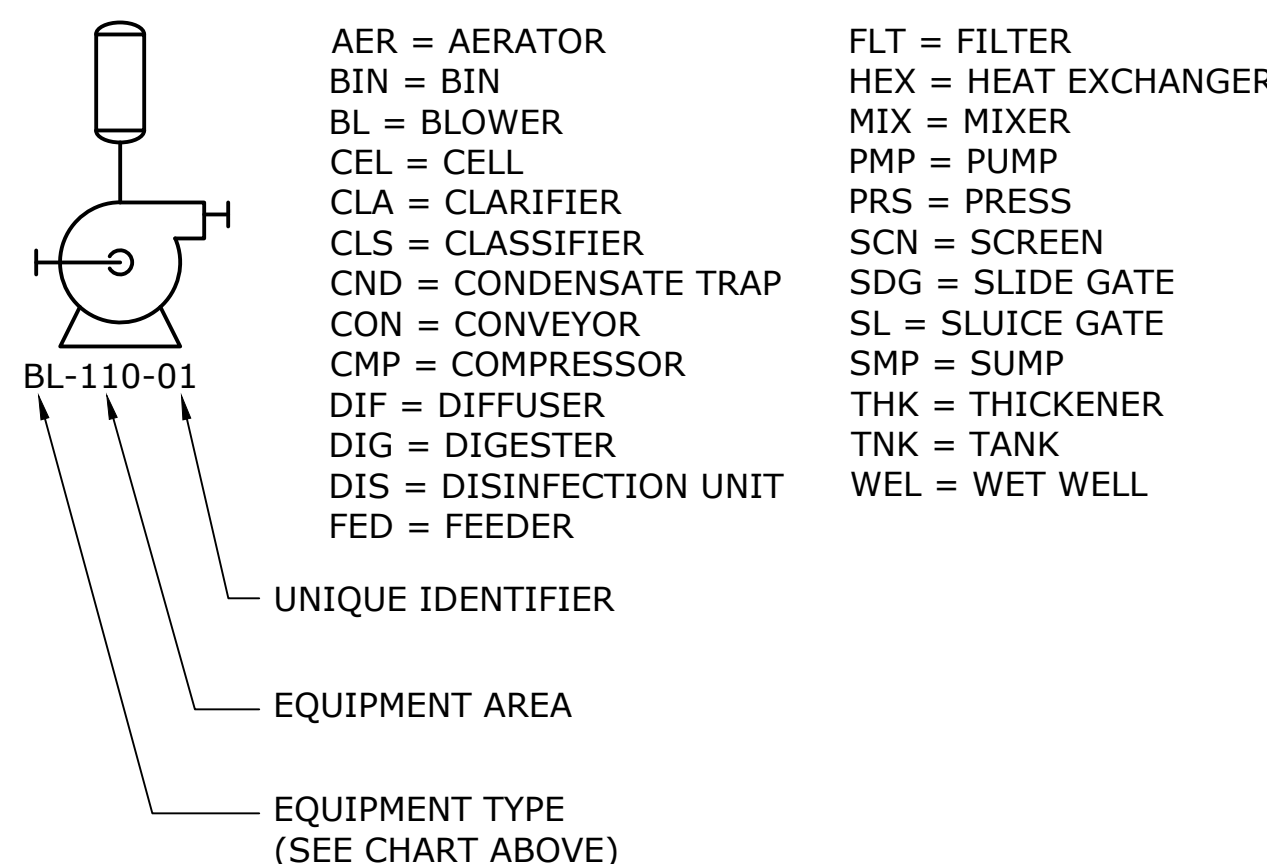 AER = AERATOR
BIN = BIN
BL = BLOWER
CEL = CELL
CLA = CLARIFIER
CLS = CLASSIFIER
CND = CONDENSATE TRAP
CON = CONVEYOR
CMP = COMPRESSOR
DIF = DIFFUSER
DIG = DIGESTER
DIS = DISINFECTION UNIT
FED = FEEDER
FLT = FILTER
HEX = HEAT EXCHANGER
MIX = MIXER
PMP = PUMP
PRS = PRESS
SCN = SCREEN
SDG = SLIDE GATE
SL = SLUICE GATE
SMP = SUMP
THK = THICKENER
TNK = TANK
WEL = WET WELL
BL-110-01
UNIQUE IDENTIFIER
EQUIPMENT AREA
EQUIPMENT TYPE
(SEE CHART ABOVE)